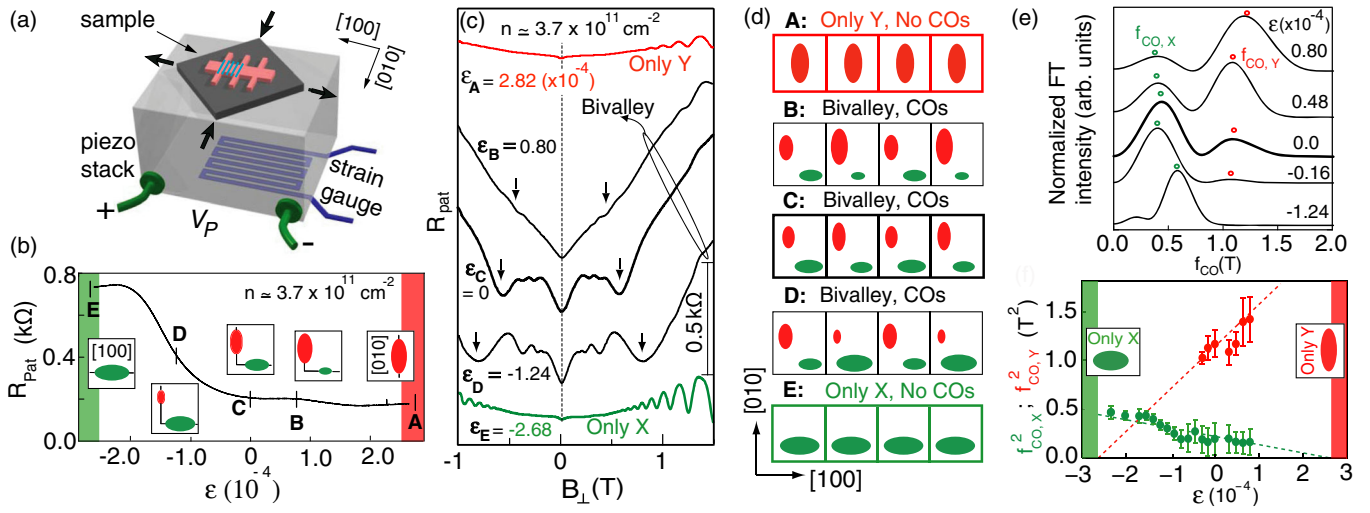 (a)
sample
[100]
[010]
piezo
stack
strain
gauge
+
V_P
-
(b)
n ≃ 3.7 x 10^11 cm^-2
0.8
0.4
0.0
R_Pat (kΩ)
E
D
C
B
A
[100]
[010]
-2.0
-1.0
0
1.0
2.0
ε (10^-4)
(c)
n ≃ 3.7 x 10^11 cm^-2
Only Y
ε_A = 2.82 (x10^-4)
Bivalley
ε_B = 0.80
R_pat
ε_C
= 0
0.5 kΩ
ε_D = -1.24
ε_E = -2.68
Only X
-1
0
1
B_⊥ (T)
(d)
A: Only Y, No COs
B: Bivalley, COs
C: Bivalley, COs
D: Bivalley, COs
E: Only X, No COs
[010]
[100]
(e)
ε(x10^-4)
f_CO, X
f_CO, Y
0.80
0.48
0.0
-0.16
-1.24
Normalized FT
intensity (arb. units)
0.0
0.5
1.0
1.5
2.0
f_CO(T)
(f)
1.5
1.0
0.5
0.0
f^2_CO,X ; f^2_CO,Y (T^2)
Only X
Only Y
-3
-2
-1
0
1
2
3
ε (10^-4)